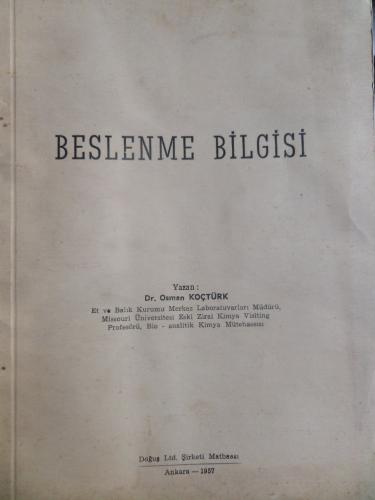 BESLENME BİLGİSİ
Yazan :
Dr. Osman KOÇTÜRK
Et ve Balık Kurumu Merkez Laboratuvarları Müdürü,
Missouri Üniversitesi Eski Zirai Kimya Visiting
Profesörü, Bio - analitik Kimya Mütehassısı
Doğuş Ltd. Şirketi Matbaası
Ankara — 1957